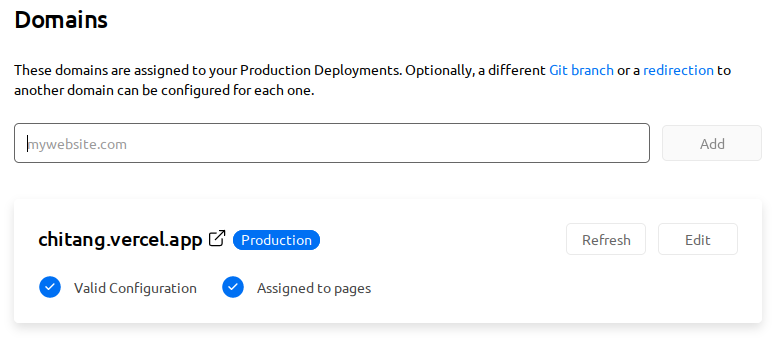 Domains
These domains are assigned to your Production Deployments. Optionally, a different Git branch or a redirection to
another domain can be configured for each one.
mywebsite.com
Add
chitang.vercel.app Production Refresh Edit
Valid Configuration Assigned to pages